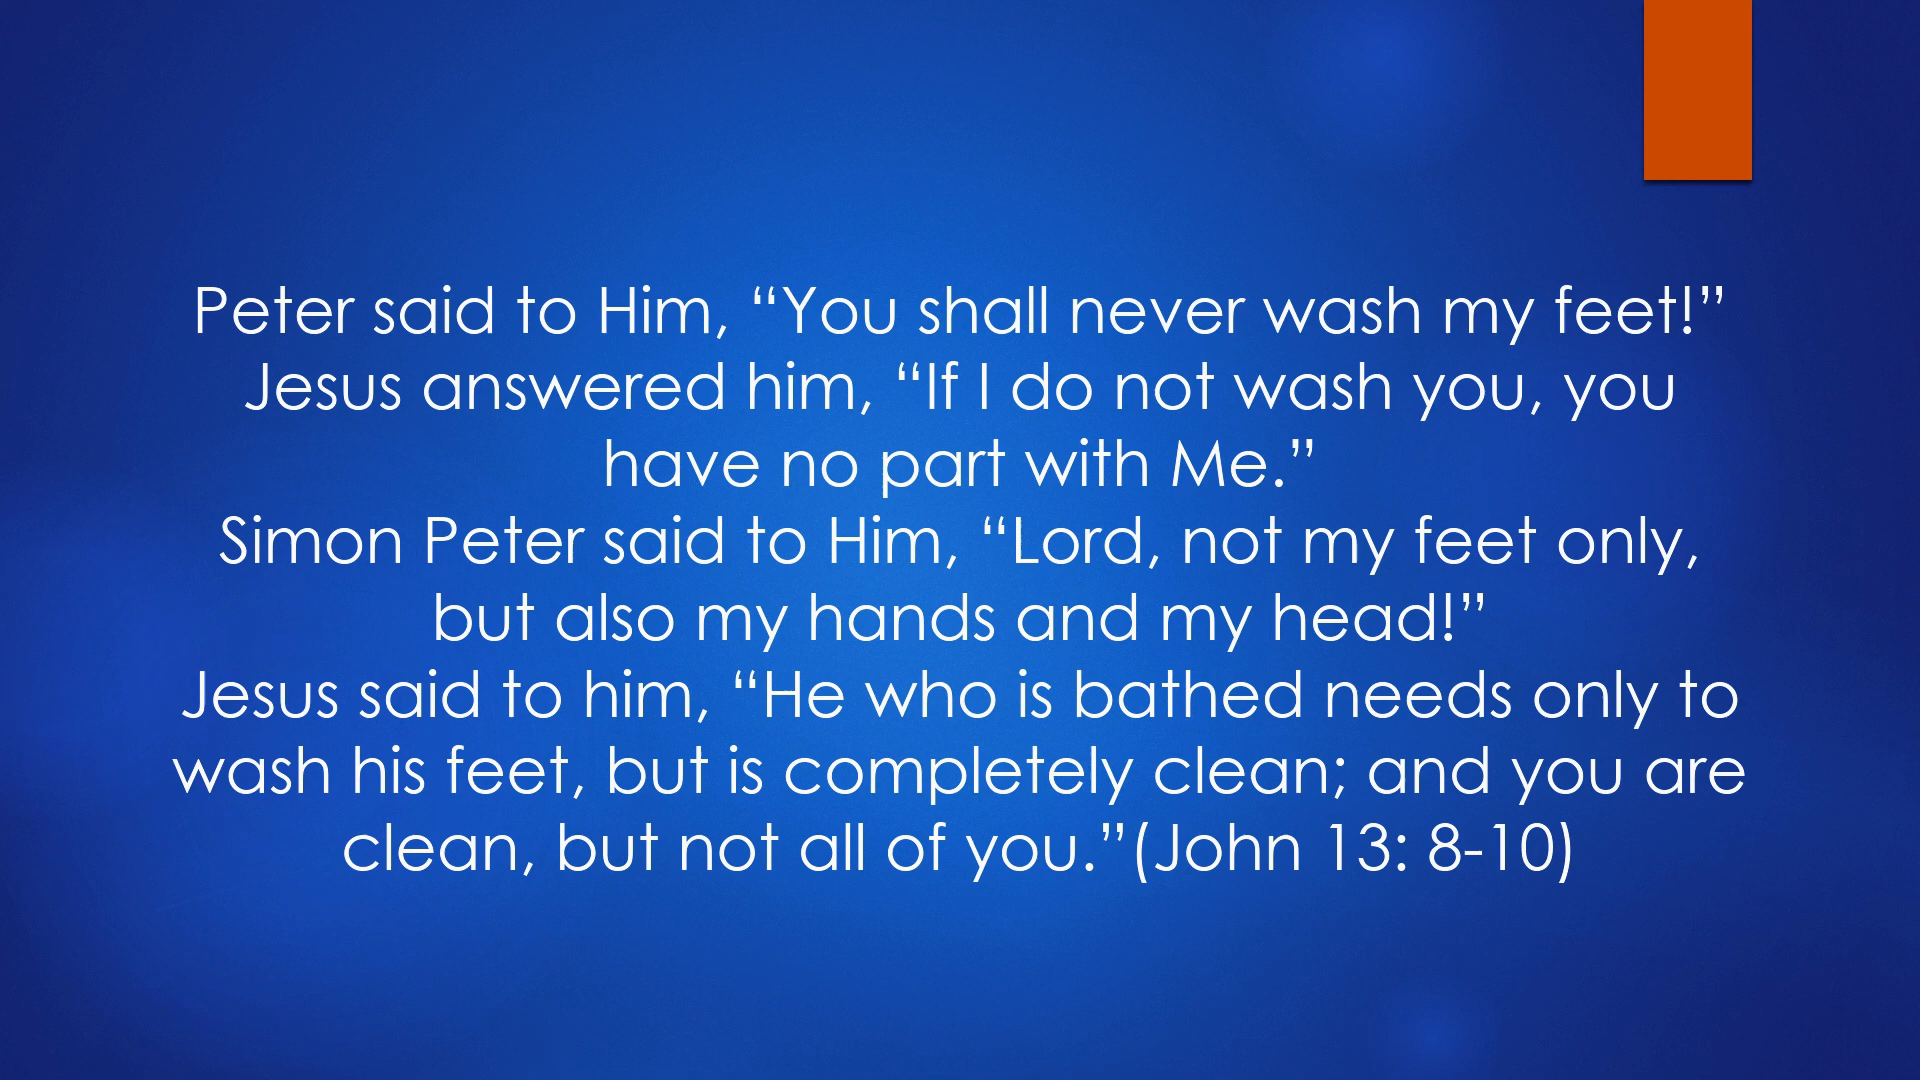 Peter said to Him, “You shall never wash my feet!”
Jesus answered him, “If I do not wash you, you
have no part with Me.”
Simon Peter said to Him, “Lord, not my feet only,
but also my hands and my head!”
Jesus said to him, “He who is bathed needs only to
wash his feet, but is completely clean; and you are
clean, but not all of you.”(John 13: 8-10)